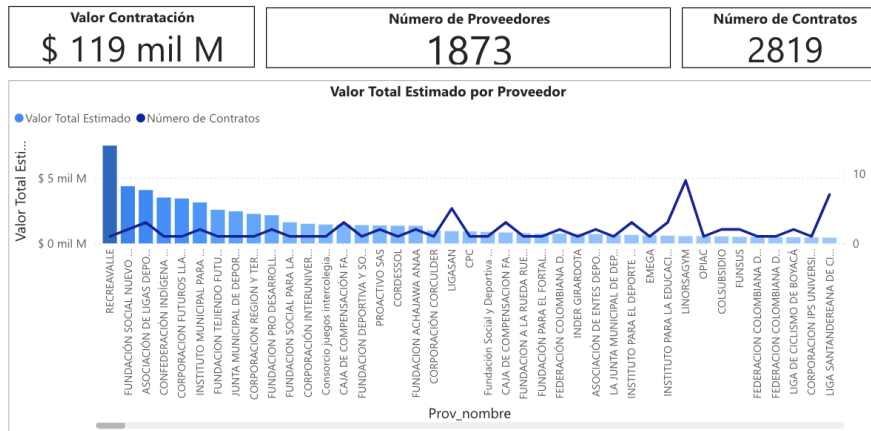 Valor Contratación
$ 119 mil M
Número de Proveedores
1873
Número de Contratos
2819
Valor Total Estimado por Proveedor
Valor Total Estimado
Número de Contratos
Valor Total Esti...
$ 5 mil M
$ 0 mil M
10
0
RECREAVALLE
FUNDACIÓN SOCIAL NUEVO ...
ASOCIACIÓN DE LIGAS DEPO...
CONFEDERACIÓN INDÍGENA ...
CORPORACION FUTUROS LLA...
INSTITUTO MUNICIPAL PARA ...
FUNDACION TEJIENDO FUTU...
JUNTA MUNICIPAL DE DEPOR...
CORPORACION REGION Y TER...
FUNDACION PRO DESARROLL...
FUNDACION SOCIAL PARA LA...
CORPORACIÓN INTERUNIVER...
Consorcio juegos intercolegia...
CAJA DE COMPENSACIÓN FA...
FUNDACION DEPORTIVA Y SO...
PROACTIVO SAS
CORDESSOL
FUNDACION ACHAJAWA ANAA
CORPORACIÓN CORCULDER
LIGASAN
CPC
Fundación Social y Deportiva ...
CAJA DE COMPENSACION FA...
FUNDACION A LA RUEDA RUE...
FUNDACIÓN PARA EL FORTAL...
FEDERACION COLOMBIANA D...
INDER GIRARDOTA
ASOCIACIÓN DE ENTES DEPO...
LA JUNTA MUNICIPAL DE DEP...
INSTITUTO PARA EL DEPORTE ...
EMEGA
INSTITUTO PARA LA EDUCACI...
LINORSAGYM
OPIAC
COLSUBSIDIO
FUNSUS
FEDERACION COLOMBIANA D...
FEDERACION COLOMBIANA D...
LIGA DE CICLISMO DE BOYACÁ
CORPORACION IPS UNIVERSI...
LIGA SANTANDEREANA DE CI...
Prov_nombre